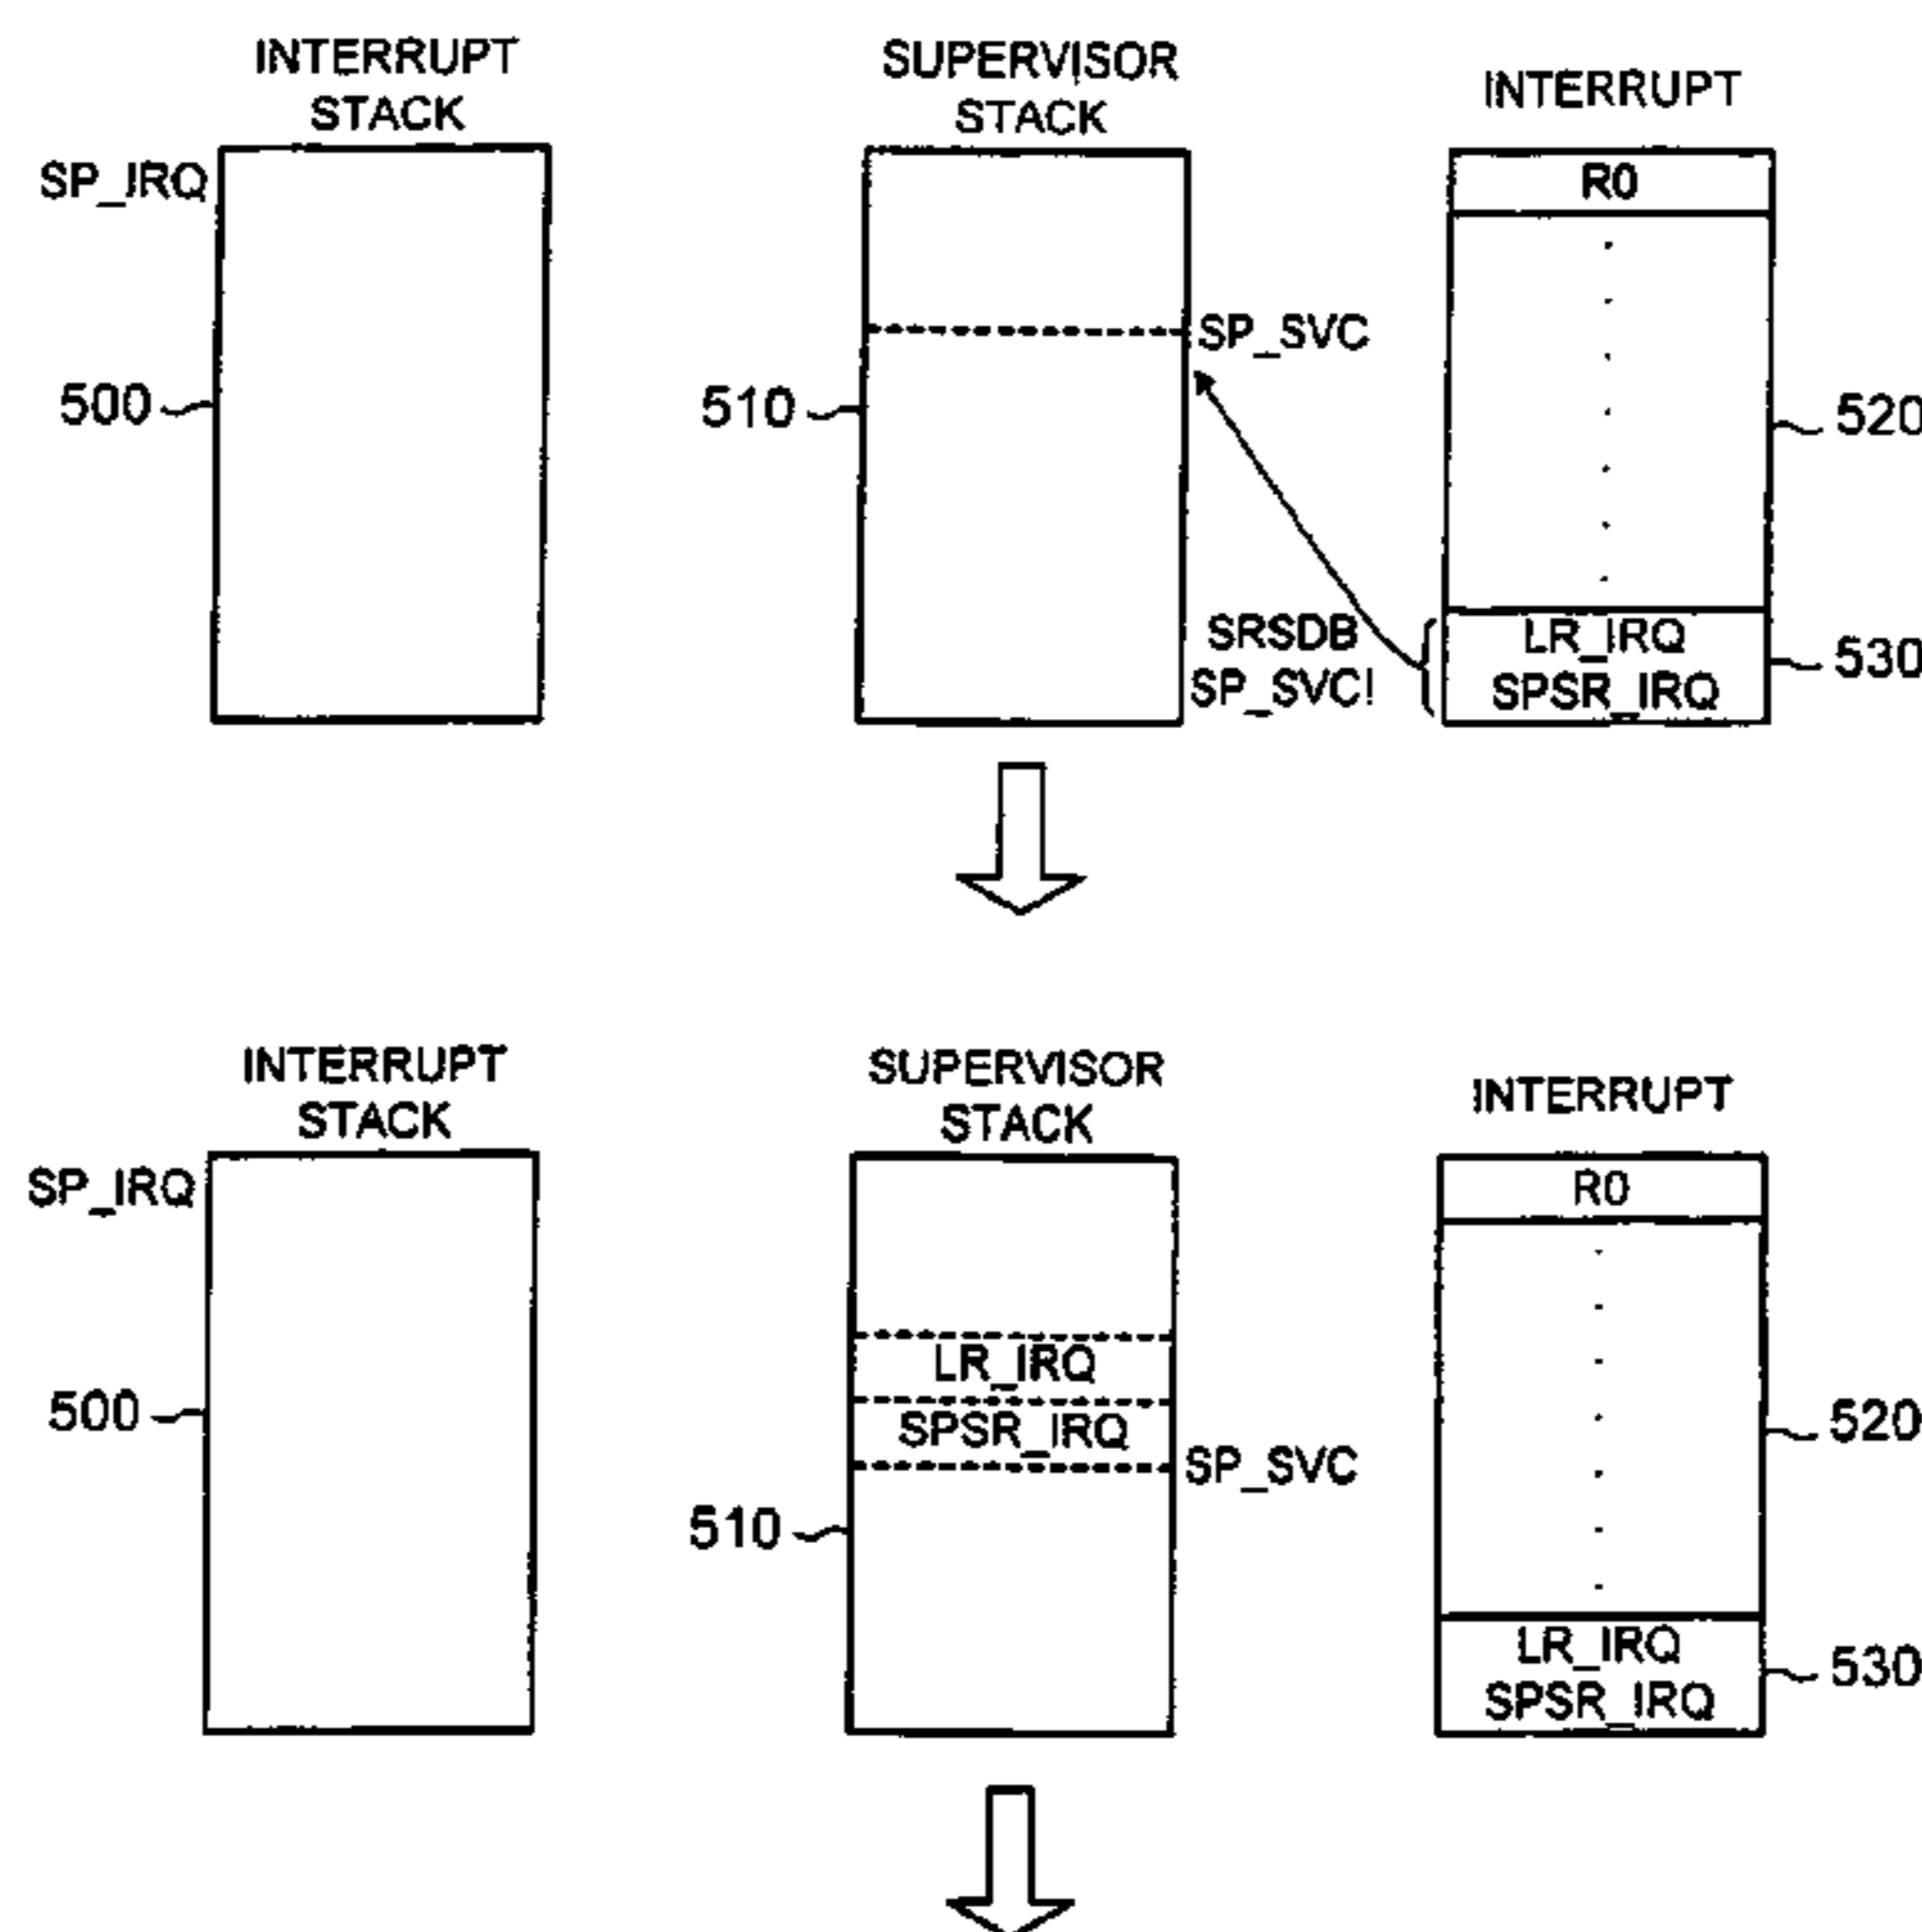 INTERRUPT
STACK
SUPERVISOR
STACK
INTERRUPT
SP_IRQ
R0
SP_SVC
500
510
520
SRSDB
SP_SVC!
LR_IRQ
SPSR_IRQ
530
INTERRUPT
STACK
SUPERVISOR
STACK
INTERRUPT
SP_IRQ
R0
LR_IRQ
SPSR_IRQ
SP_SVC
500
510
520
LR_IRQ
SPSR_IRQ
530